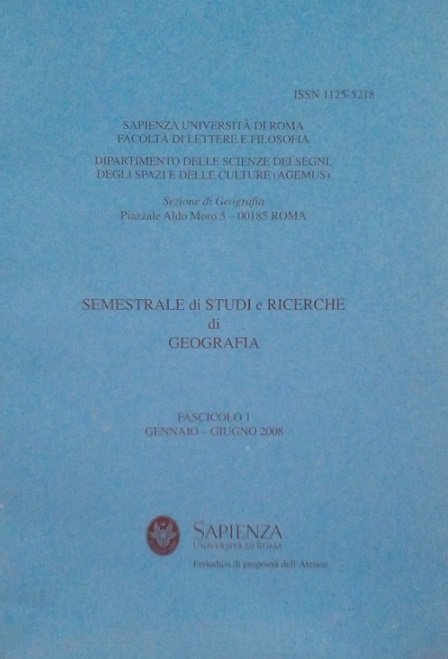 ISSN 1125-5218
SAPIENZA UNIVERSITÀ DI ROMA
FACOLTÀ DI LETTERE E FILOSOFIA
DIPARTIMENTO DELLE SCIENZE DEI SEGNI,
DEGLI SPAZI E DELLE CULTURE (AGEMUS)
Sezione di Geografia
Piazzale Aldo Moro 5 – 00185 ROMA
SEMESTRALE di STUDI e RICERCHE
di
GEOGRAFIA
FASCICOLO 1
GENNAIO – GIUGNO 2008
SAPIENZA
UNIVERSITÀ DI ROMA
Periodico di proprietà dell'Ateneo